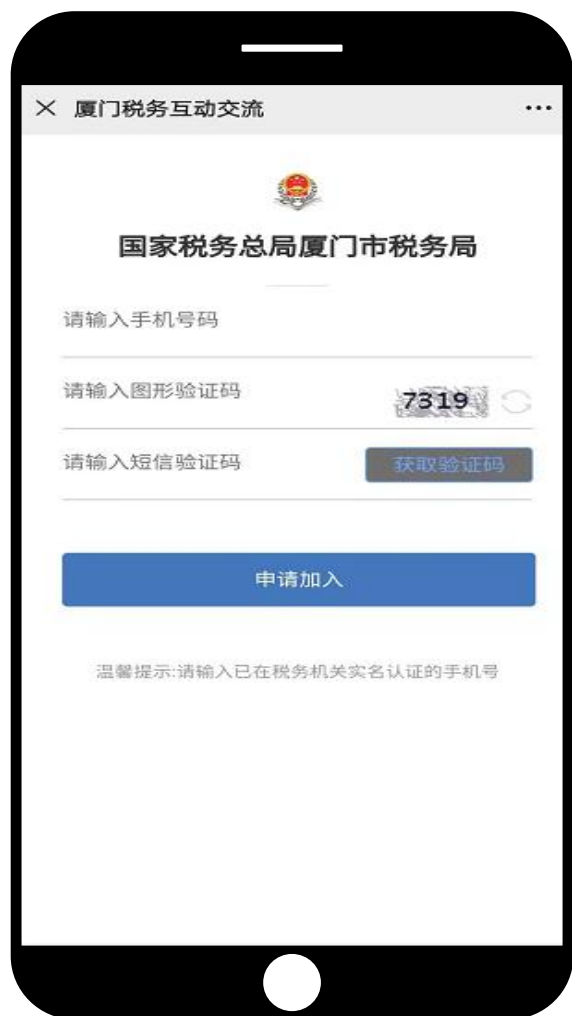 厦门税务互动交流
国家税务总局厦门市税务局
请输入手机号码
请输入图形验证码
7319
请输入短信验证码
获取验证码
申请加入
温馨提示:请输入已在税务机关实名认证的手机号